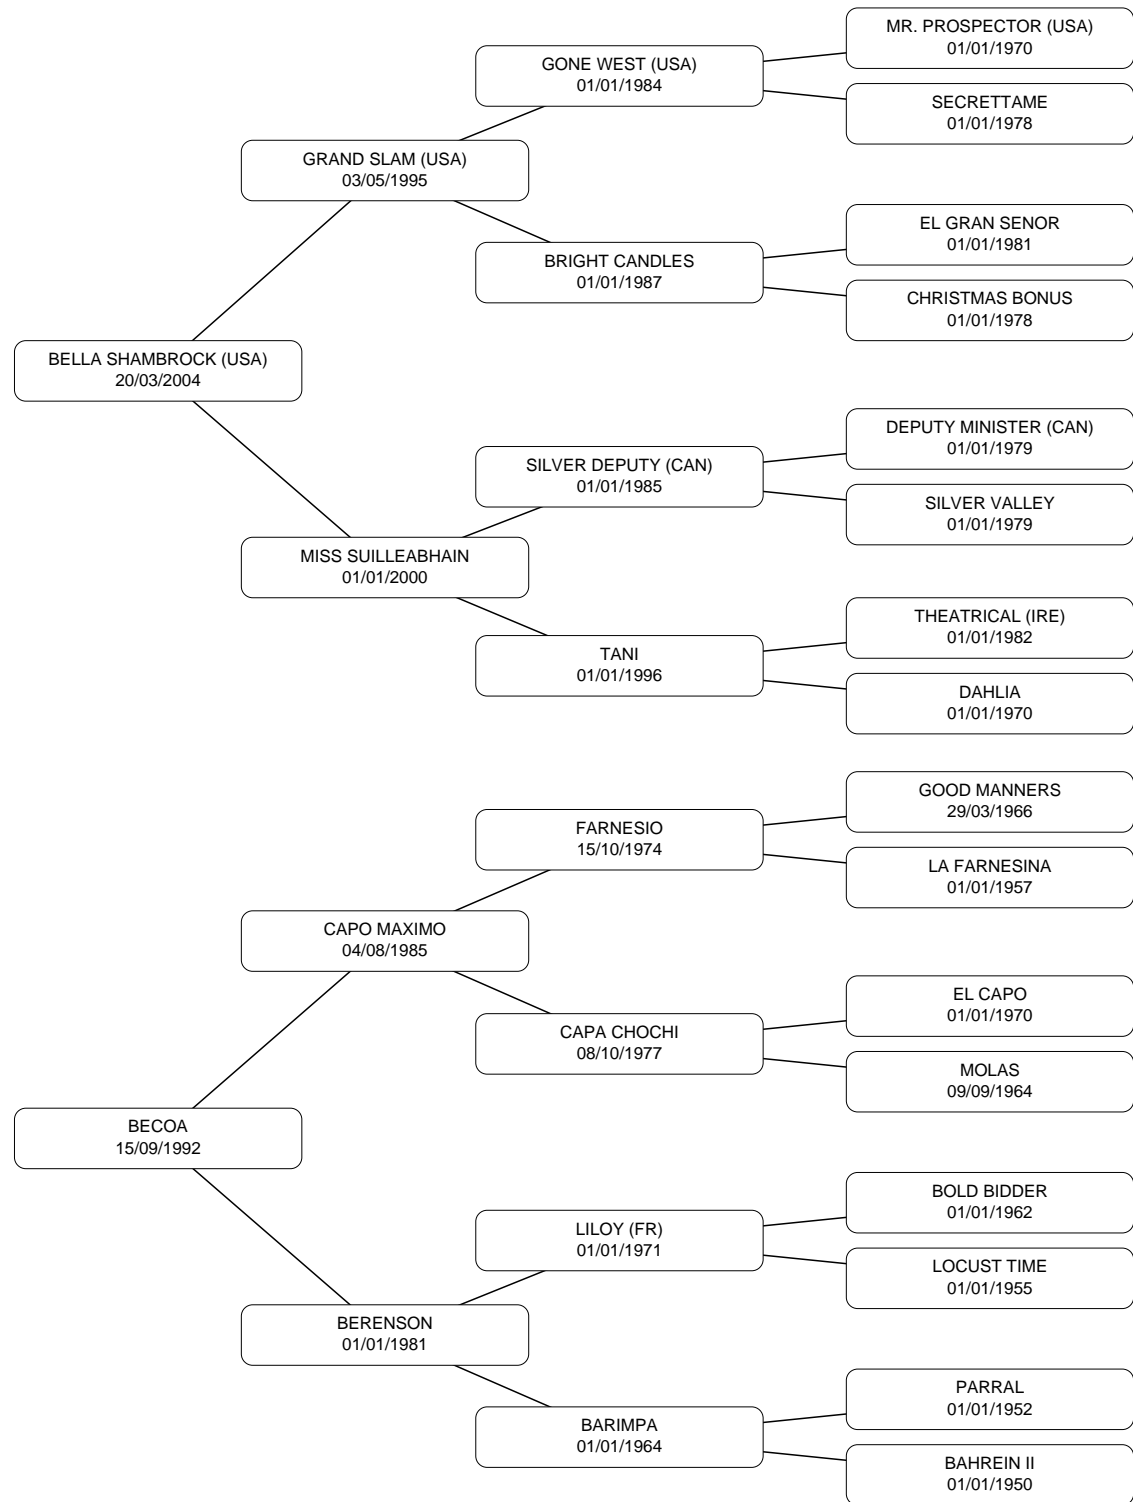 MR. PROSPECTOR (USA)
01/01/1970
GONE WEST (USA)
01/01/1984
SECRETTAME
01/01/1978
GRAND SLAM (USA)
03/05/1995
EL GRAN SENOR
01/01/1981
BRIGHT CANDLES
01/01/1987
CHRISTMAS BONUS
01/01/1978
BELLA SHAMBROCK (USA)
20/03/2004
DEPUTY MINISTER (CAN)
01/01/1979
SILVER DEPUTY (CAN)
01/01/1985
SILVER VALLEY
01/01/1979
MISS SUILLEABHAIN
01/01/2000
THEATRICAL (IRE)
01/01/1982
TANI
01/01/1996
DAHLIA
01/01/1970
GOOD MANNERS
29/03/1966
FARNESIO
15/10/1974
LA FARNESINA
01/01/1957
CAPO MAXIMO
04/08/1985
EL CAPO
01/01/1970
CAPA CHOCHI
08/10/1977
MOLAS
09/09/1964
BECOA
15/09/1992
BOLD BIDDER
01/01/1962
LILOY (FR)
01/01/1971
LOCUST TIME
01/01/1955
BERENSON
01/01/1981
PARRAL
01/01/1952
BARIMPA
01/01/1964
BAHREIN II
01/01/1950